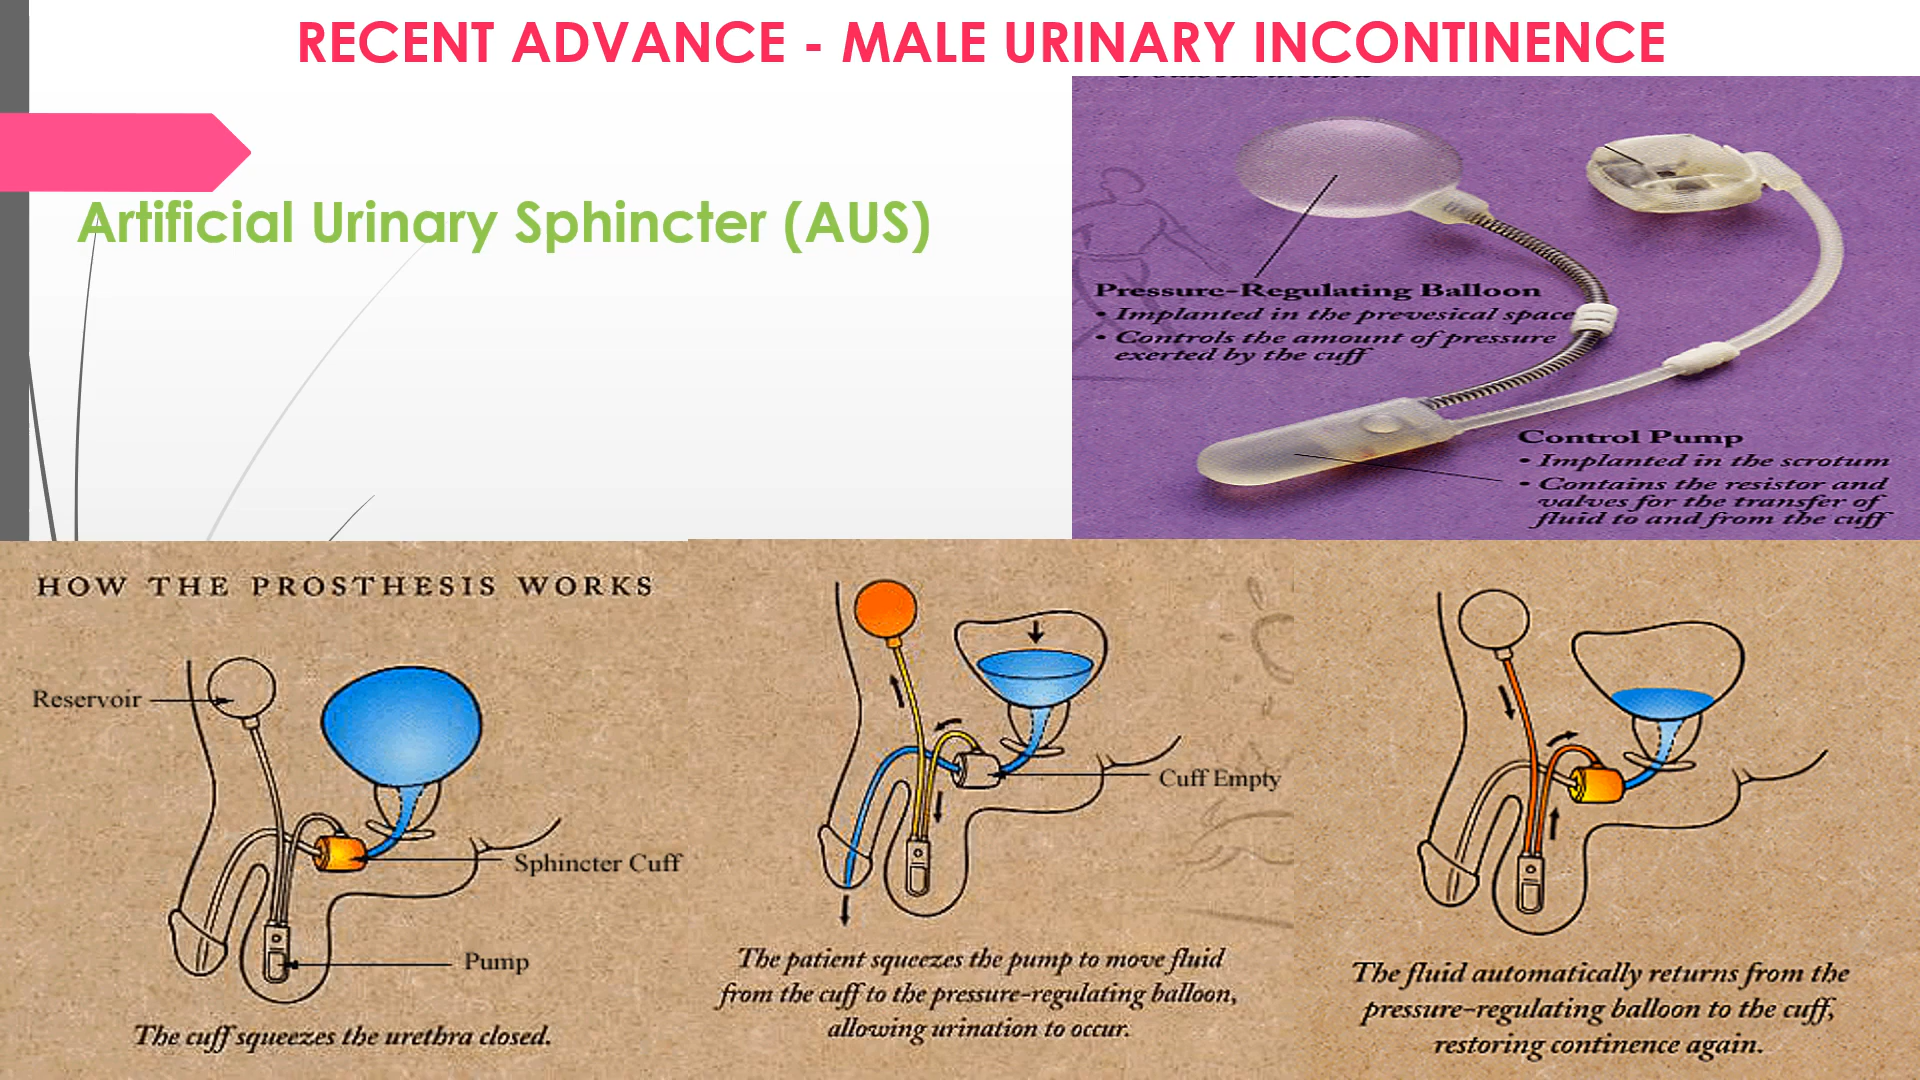 RECENT ADVANCE - MALE URINARY INCONTINENCE
Artificial Urinary Sphincter (AUS)
Pressure-Regulating Balloon
• Implanted in the prevesical space
• Controls the amount of pressure
exerted by the cuff
Control Pump
• Implanted in the scrotum
• Contains the resistor and
valves for the transfer of
fluid to and from the cuff
HOW THE PROSTHESIS WORKS
Reservoir
Sphincter Cuff
Pump
The cuff squeezes the urethra closed.
Cuff Empty
The patient squeezes the pump to move fluid
from the cuff to the pressure-regulating balloon,
allowing urination to occur.
The fluid automatically returns from the
pressure-regulating balloon to the cuff,
restoring continence again.